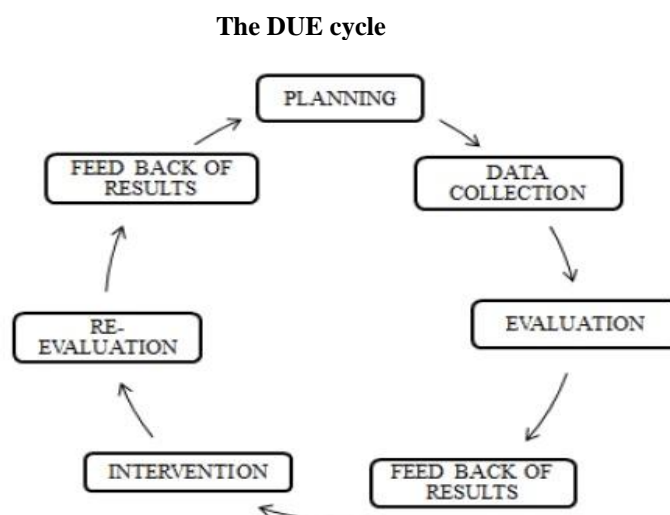 The DUE cycle
PLANNING
DATA
COLLECTION
EVALUATION
FEED BACK OF
RESULTS
INTERVENTION
RE-
EVALUATION
FEED BACK OF
RESULTS